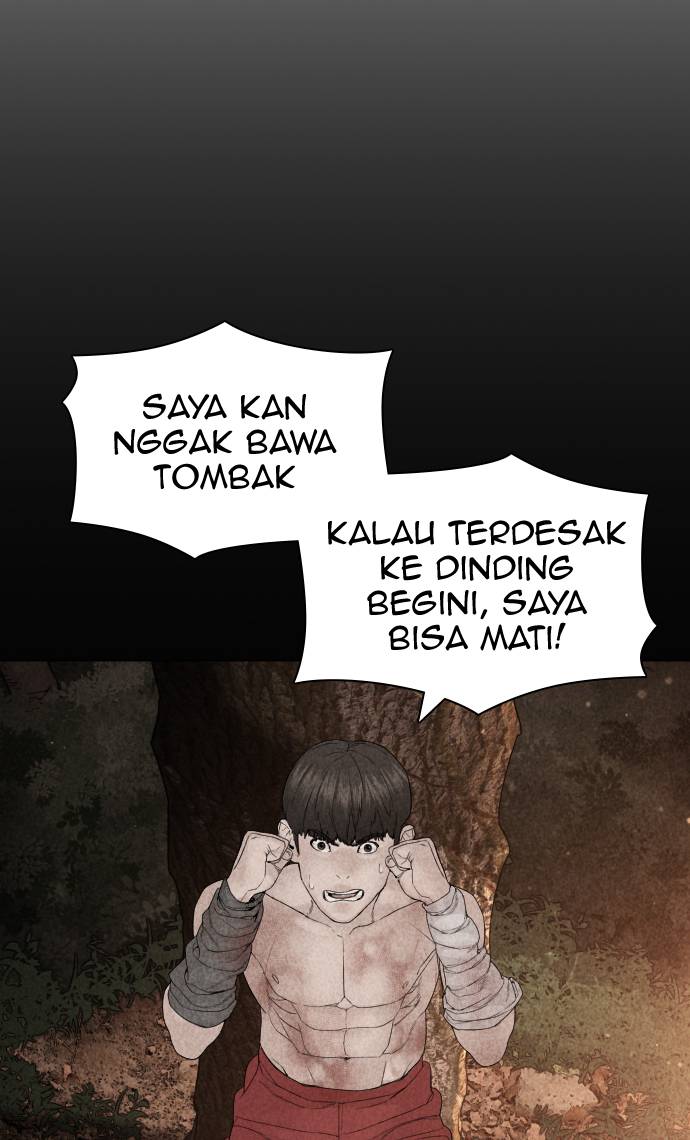 SAYA KAN
NGGAK BAWA
TOMBAK
KALAU TERDESAK
KE DINDING
BEGINI, SAYA
BISA MATI!